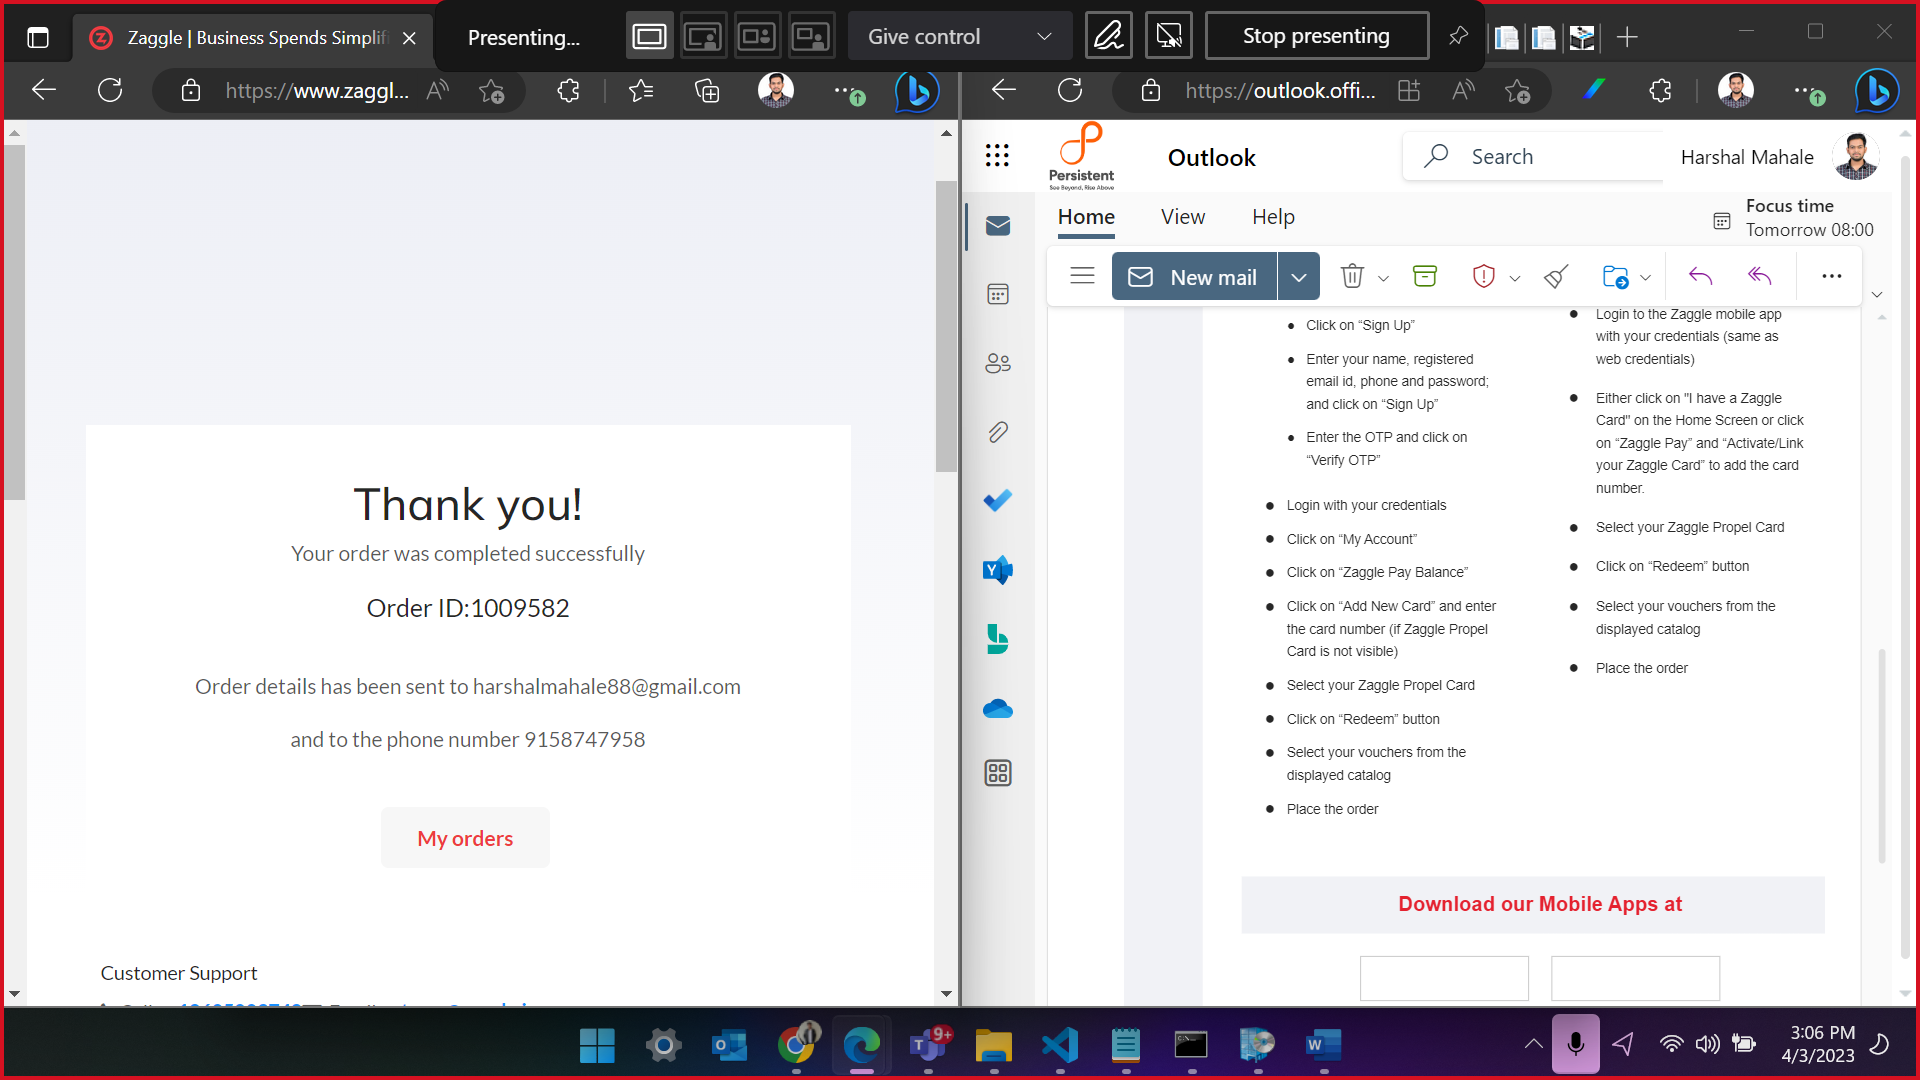 Zaggle | Business Spends Simplifi
Presenting...
Give control
Stop presenting
https://www.zaggl...
https://outlook.offi...
Thank you!
Your order was completed successfully
Order ID:1009582
Order details has been sent to harshalmahale88@gmail.com
and to the phone number 9158747958
My orders
Customer Support
Persistent
See Beyond, Rise Above
Outlook
Search
Harshal Mahale
Home
View
Help
Focus time
Tomorrow 08:00
New mail
Click on “Sign Up”
Enter your name, registered
email id, phone and password;
and click on “Sign Up”
Enter the OTP and click on
“Verify OTP”
Login with your credentials
Click on “My Account”
Click on “Zaggle Pay Balance”
Click on “Add New Card” and enter
the card number (if Zaggle Propel
Card is not visible)
Select your Zaggle Propel Card
Click on “Redeem” button
Select your vouchers from the
displayed catalog
Place the order
Login to the Zaggle mobile app
with your credentials (same as
web credentials)
Either click on "I have a Zaggle
Card" on the Home Screen or click
on “Zaggle Pay” and “Activate/Link
your Zaggle Card” to add the card
number.
Select your Zaggle Propel Card
Click on “Redeem” button
Select your vouchers from the
displayed catalog
Place the order
Download our Mobile Apps at
9+
3:06 PM
4/3/2023